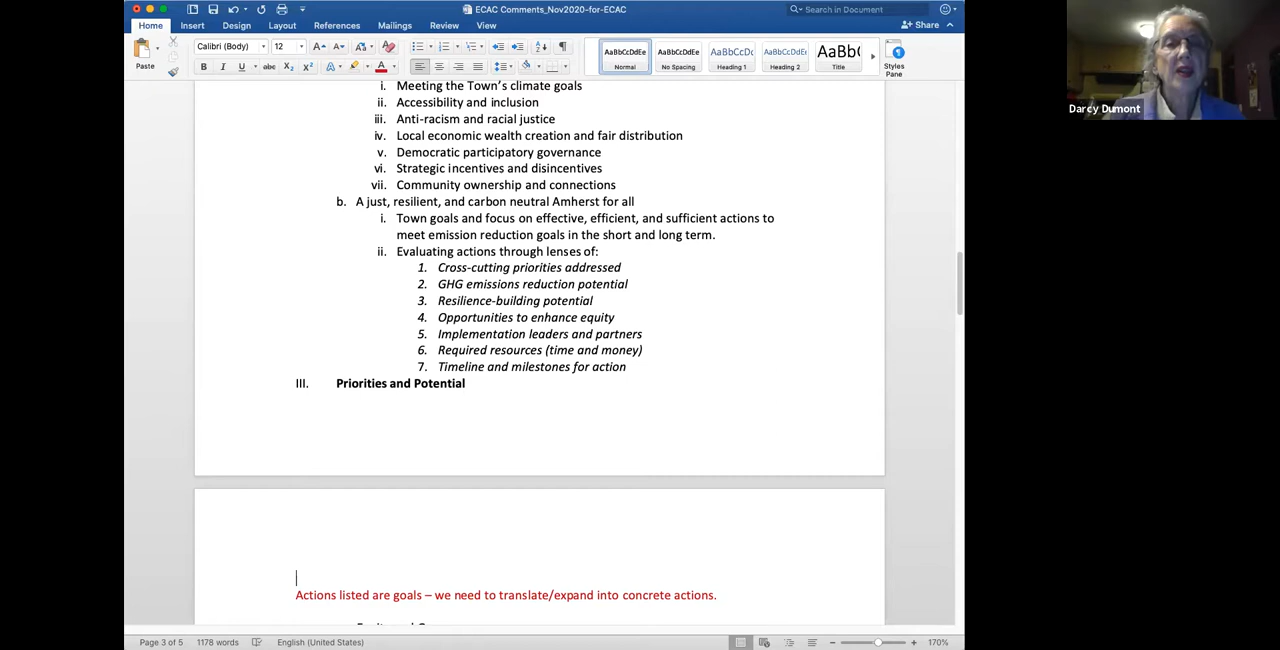 ECAC Comments_Nov2020-for-ECAC
Search in Document
Home Insert Design Layout References Mailings Review View
Share
Paste
Calibri (Body) 12
AaBbCcDdEe AaBbCcDdEe AaBbCcDc AaBbCcDdEe AaBb(
Normal No Spacing Heading 1 Heading 2 Title
Styles
Pane
Darcy Dumont
i. Meeting the Town's climate goals
ii. Accessibility and inclusion
iii. Anti-racism and racial justice
iv. Local economic wealth creation and fair distribution
v. Democratic participatory governance
vi. Strategic incentives and disincentives
vii. Community ownership and connections
b. A just, resilient, and carbon neutral Amherst for all
i. Town goals and focus on effective, efficient, and sufficient actions to
meet emission reduction goals in the short and long term.
ii. Evaluating actions through lenses of:
1. Cross-cutting priorities addressed
2. GHG emissions reduction potential
3. Resilience-building potential
4. Opportunities to enhance equity
5. Implementation leaders and partners
6. Required resources (time and money)
7. Timeline and milestones for action
III. Priorities and Potential
Actions listed are goals – we need to translate/expand into concrete actions.
Page 3 of 5 1178 words English (United States) 170%